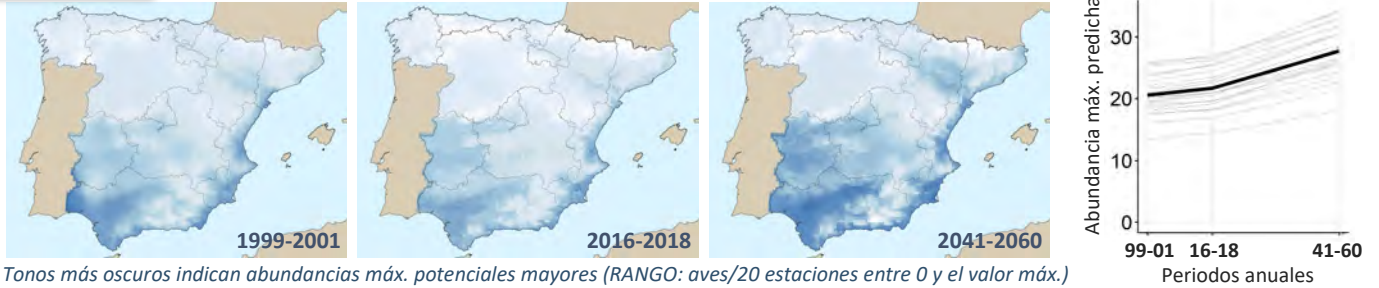 1999-2001
2016-2018
2041-2060
Tonos más oscuros indican abundancias máx. potenciales mayores (RANGO: aves/20 estaciones entre 0 y el valor máx.)
Abundancia máx. predicha
30
20
10
0
99-01 16-18 41-60
Periodos anuales